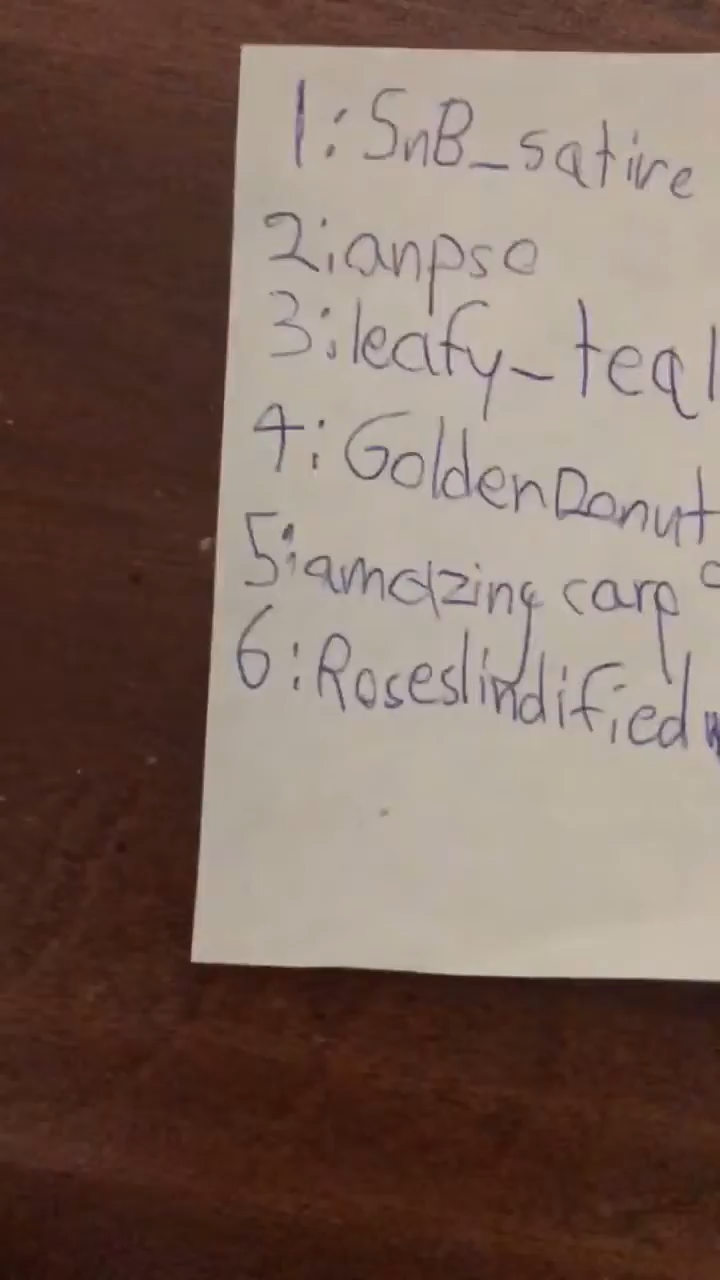 1: SnB_satire
2: anpso
3: leafy_teal
4: GoldenDonut
5: amazing carp
6: Roseslindified